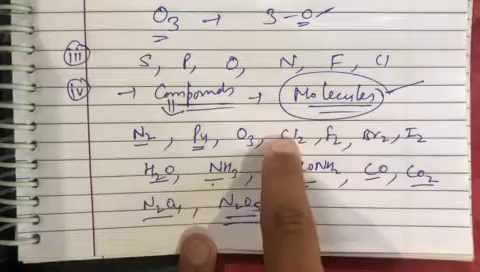 O3 → 3-O
(iii) S, P, O, N, F, Cl
(iv) → Compounds → Molecules
N2, P4, O3, Cl2, F2, Br2, I2
H2O, NH3, CONH2, CO, CO2
N2O4, N2O5